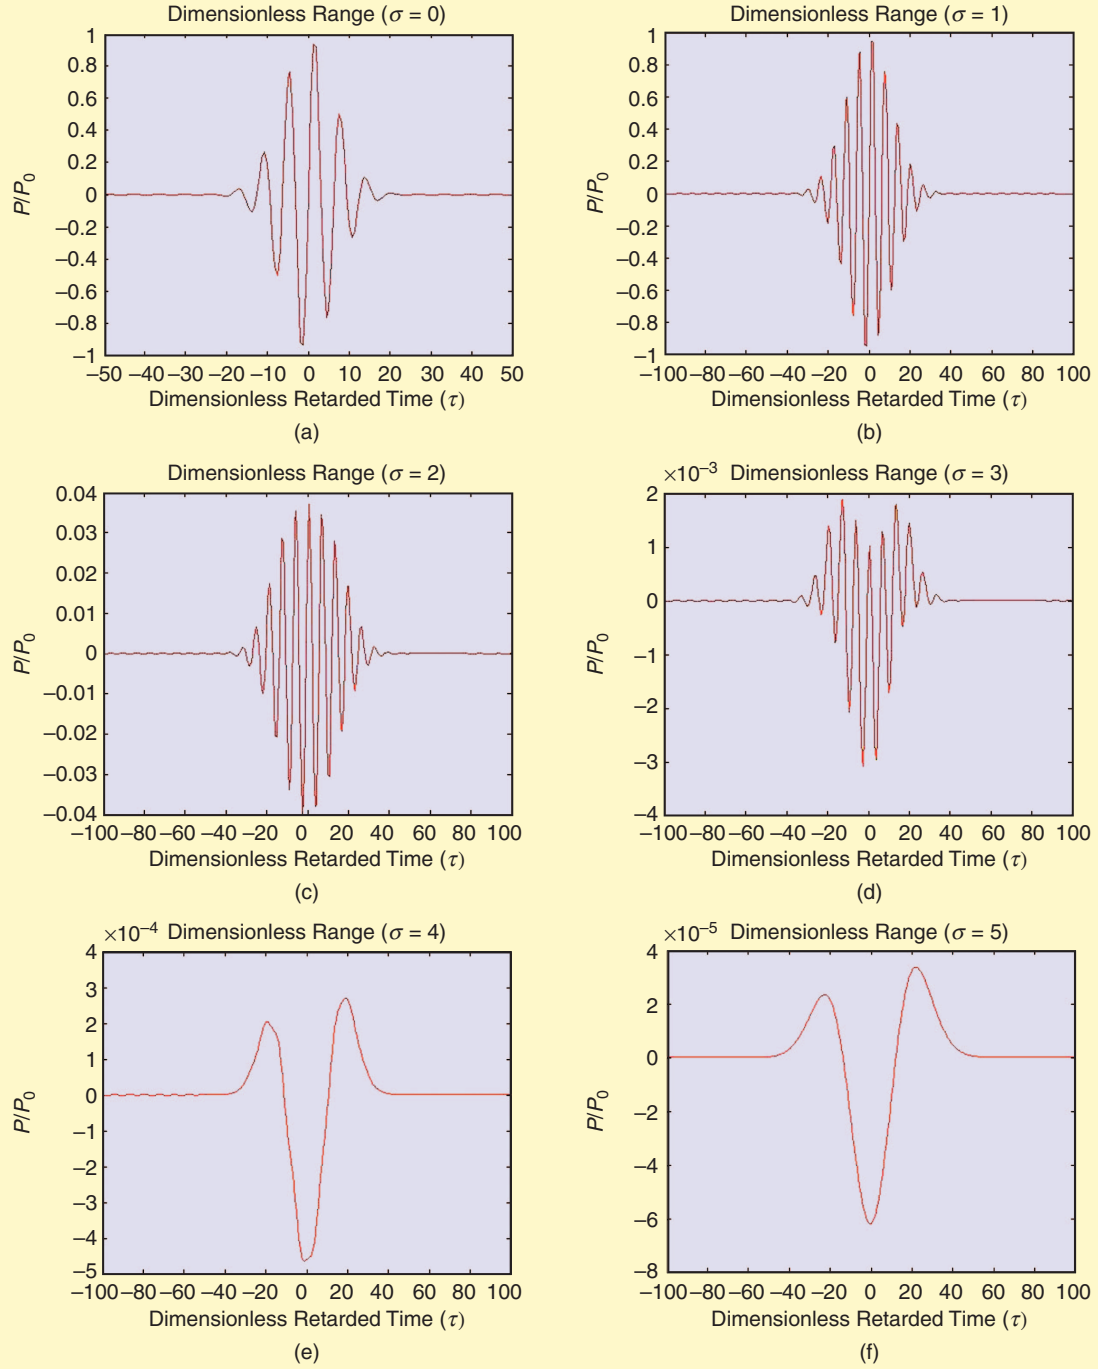 Dimensionless Range (σ = 0)
1
0.8
0.6
0.4
0.2
0
−0.2
−0.4
−0.6
−0.8
−1
P/P0
−50 −40 −30 −20 −10 0 10 20 30 40 50
Dimensionless Retarded Time (τ)
(a)
Dimensionless Range (σ = 1)
1
0.8
0.6
0.4
0.2
0
−0.2
−0.4
−0.6
−0.8
1
P/P0
−100 −80 −60 −40 −20 0 20 40 60 80 100
Dimensionless Retarded Time (τ)
(b)
Dimensionless Range (σ = 2)
0.04
0.03
0.02
0.01
0
−0.01
−0.02
−0.03
−0.04
P/P0
−100 −80 −60 −40 −20 0 20 40 60 80 100
Dimensionless Retarded Time (τ)
(c)
×10−3 Dimensionless Range (σ = 3)
2
1
0
−1
−2
−3
−4
P/P0
−100 −80 −60 −40 −20 0 20 40 60 80 100
Dimensionless Retarded Time (τ)
(d)
×10−4 Dimensionless Range (σ = 4)
4
3
2
1
0
−1
−2
−3
−4
−5
P/P0
−100 −80 −60 −40 −20 0 20 40 60 80 100
Dimensionless Retarded Time (τ)
(e)
×10−5 Dimensionless Range (σ = 5)
4
2
0
−2
−4
−6
−8
P/P0
−100 −80 −60 −40 −20 0 20 40 60 80 100
Dimensionless Retarded Time (τ)
(f)